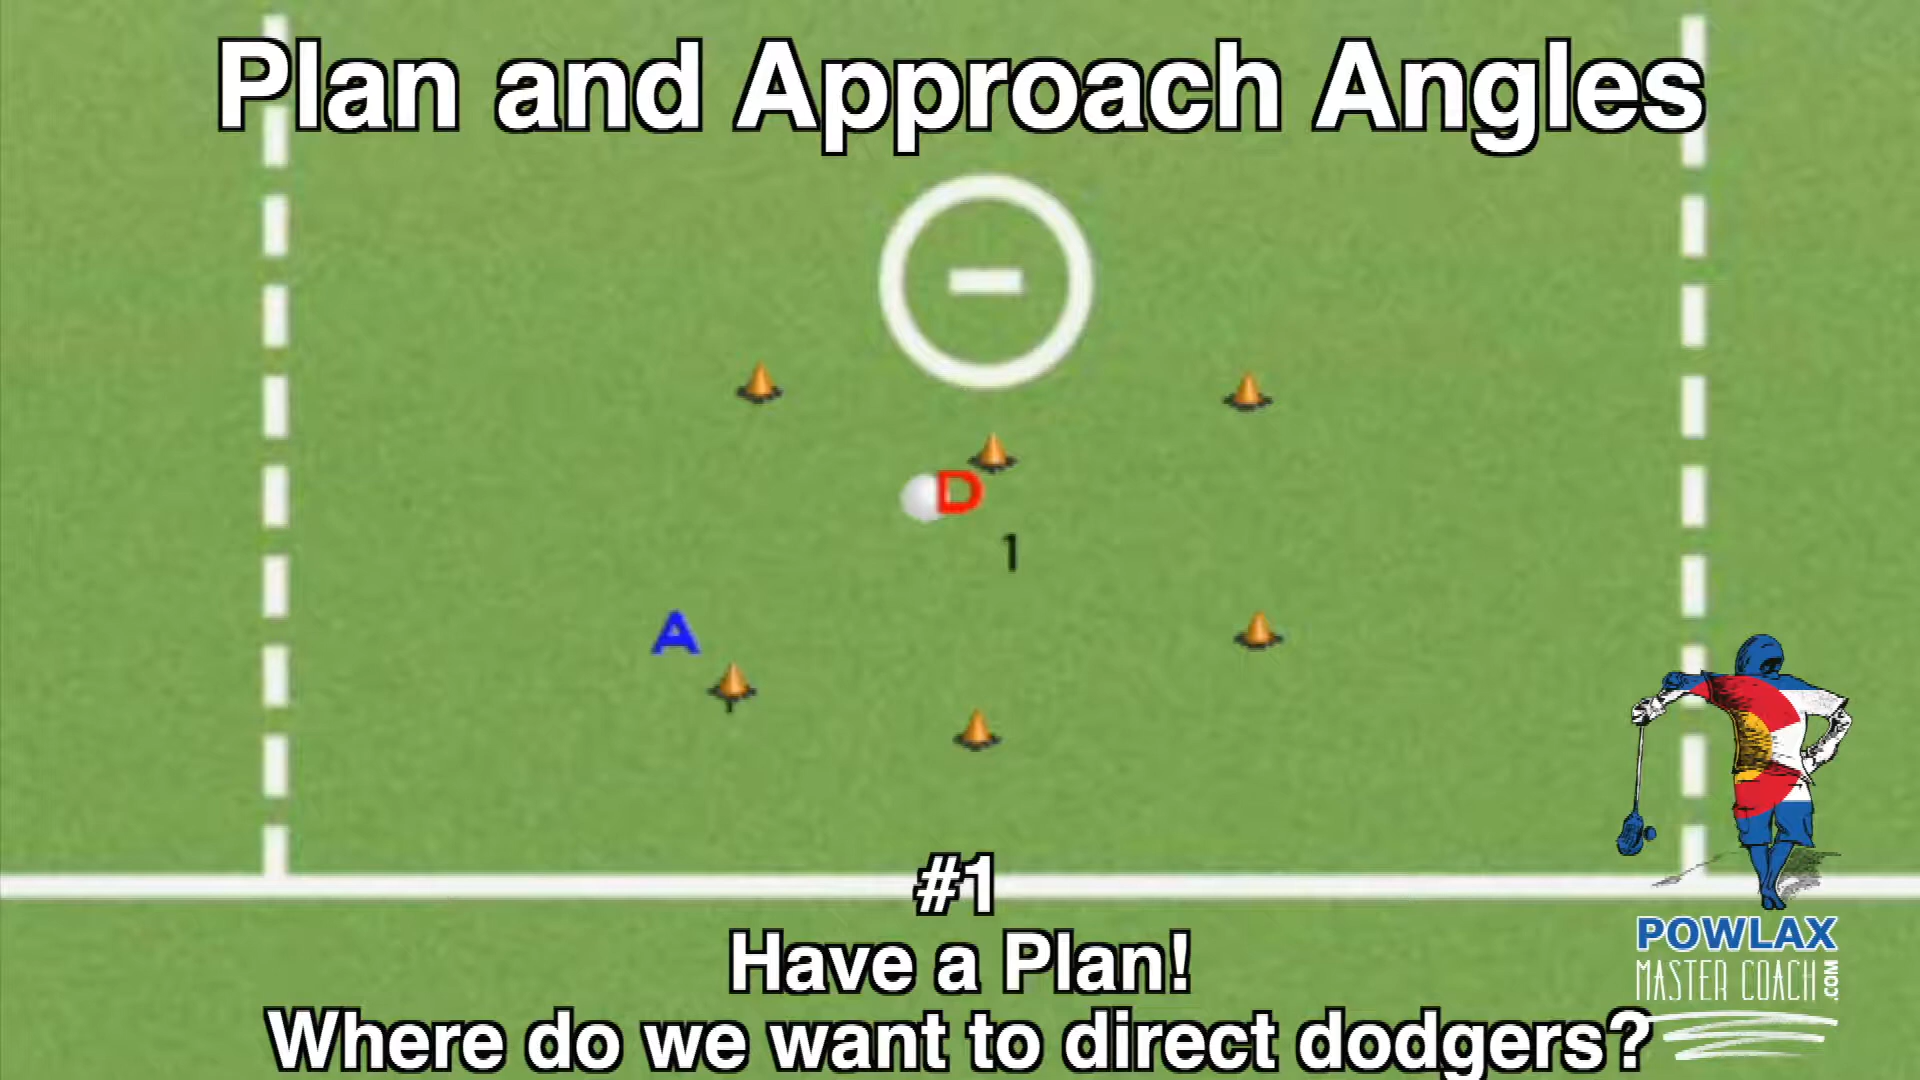 Plan and Approach Angles
D
1
A
#1
Have a Plan!
Where do we want to direct dodgers?
POWLAX
MASTER COACH.COM